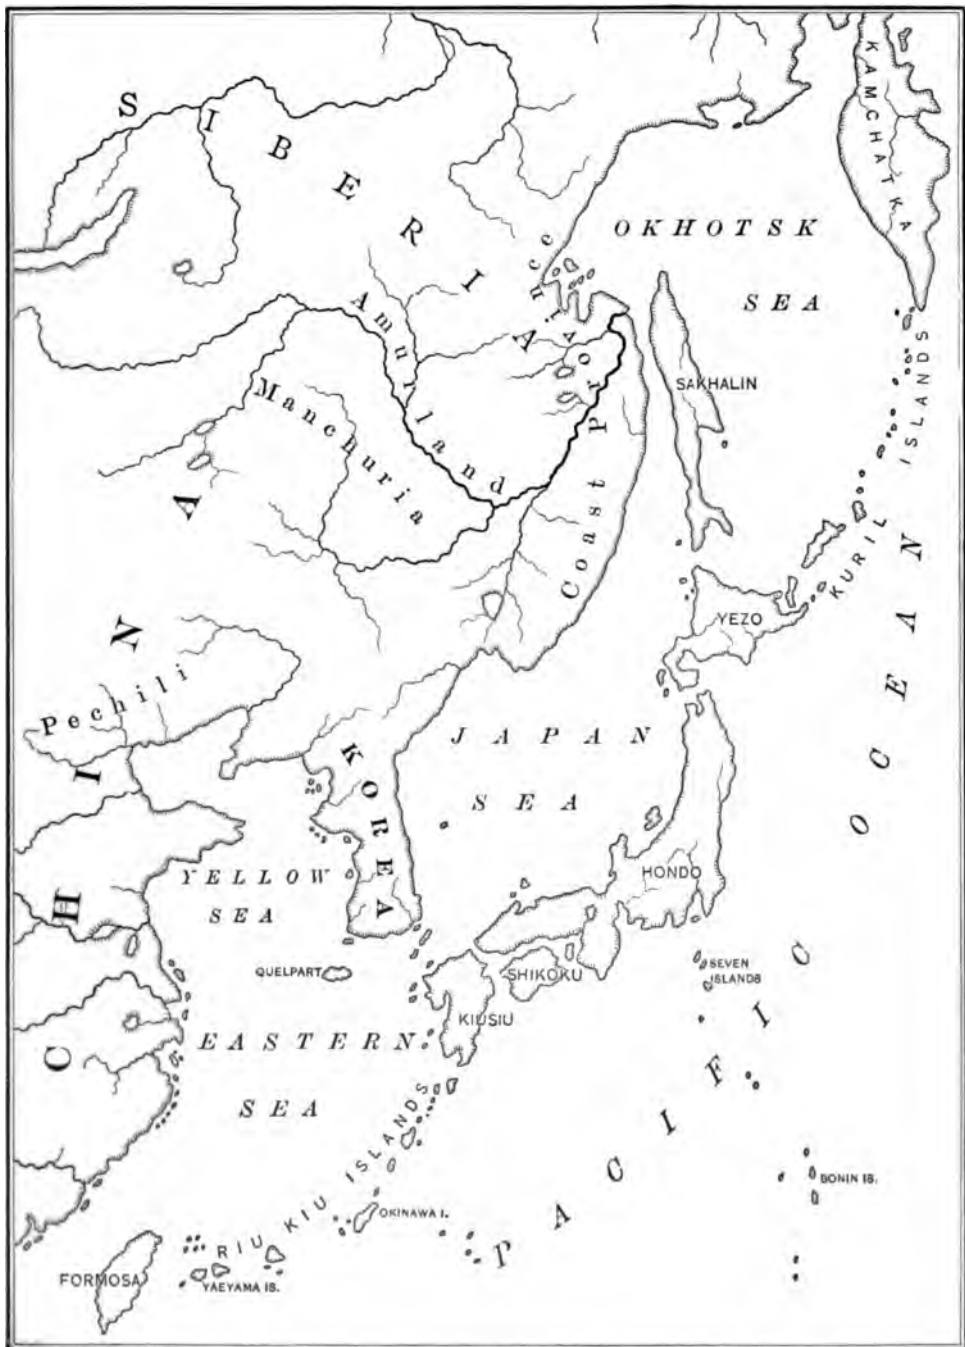 SIBERIA
KAMCHATKA
OKHOTSK
SEA
Amurland
Coast Province
SAKHALIN
Manchuria
KURIL ISLANDS
YEZO
CHINA
Pechili
KOREA
JAPAN
SEA
PACIFIC OCEAN
YELLOW
SEA
HONDO
QUELPART
SHIKOKU
SEVEN
ISLANDS
KIUSIU
EASTERN
SEA
RIU KIU ISLANDS
BONIN IS.
OKINAWA I.
FORMOSA
YAEYAMA IS.